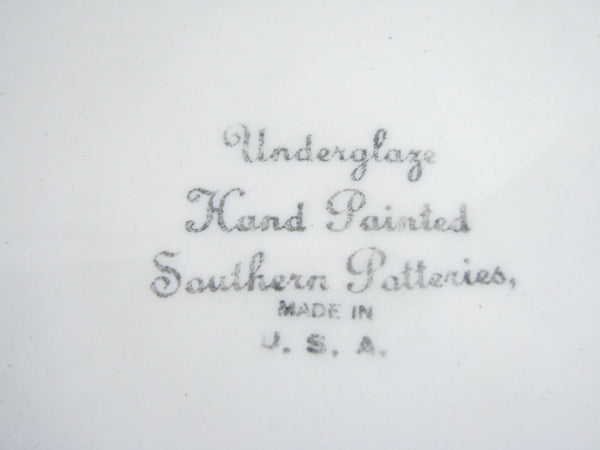 Underglaze
Hand Painted
Southern Potteries,
MADE IN
U. S. A.